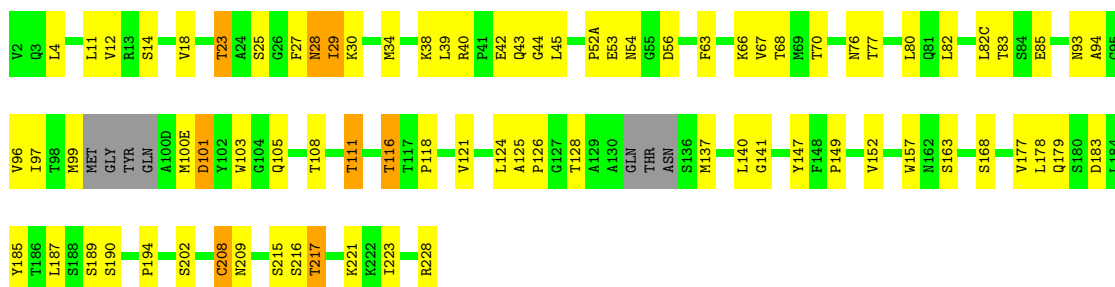 V2 Q3 L4 L11 V12 R13 S14 V18 T23 A24 S25 G26 F27 N28 I29 K30 M34 K38 L39 R40 P41 E42 Q43 G44 L45 P52A E53 N54 G55 D56 F63 K66 V67 T68 M69 T70 N76 T77 L80 Q81 L82 L82C T83 S84 E85 N93 A94 G95
V96 I97 T98 M99 MET GLY TYR GLN A100D M100E D101 Y102 W103 G104 Q105 T108 T111 T116 T117 P118 V121 L124 A125 P126 G127 T128 A129 A130 GLN THR ASN S136 M137 L140 G141 Y147 F148 P149 V152 W157 N162 S163 S168 V177 L178 Q179 S180 D183 L184
Y185 T186 L187 S188 S189 S190 P194 S202 C208 N209 S215 S216 T217 K221 K222 I223 R228